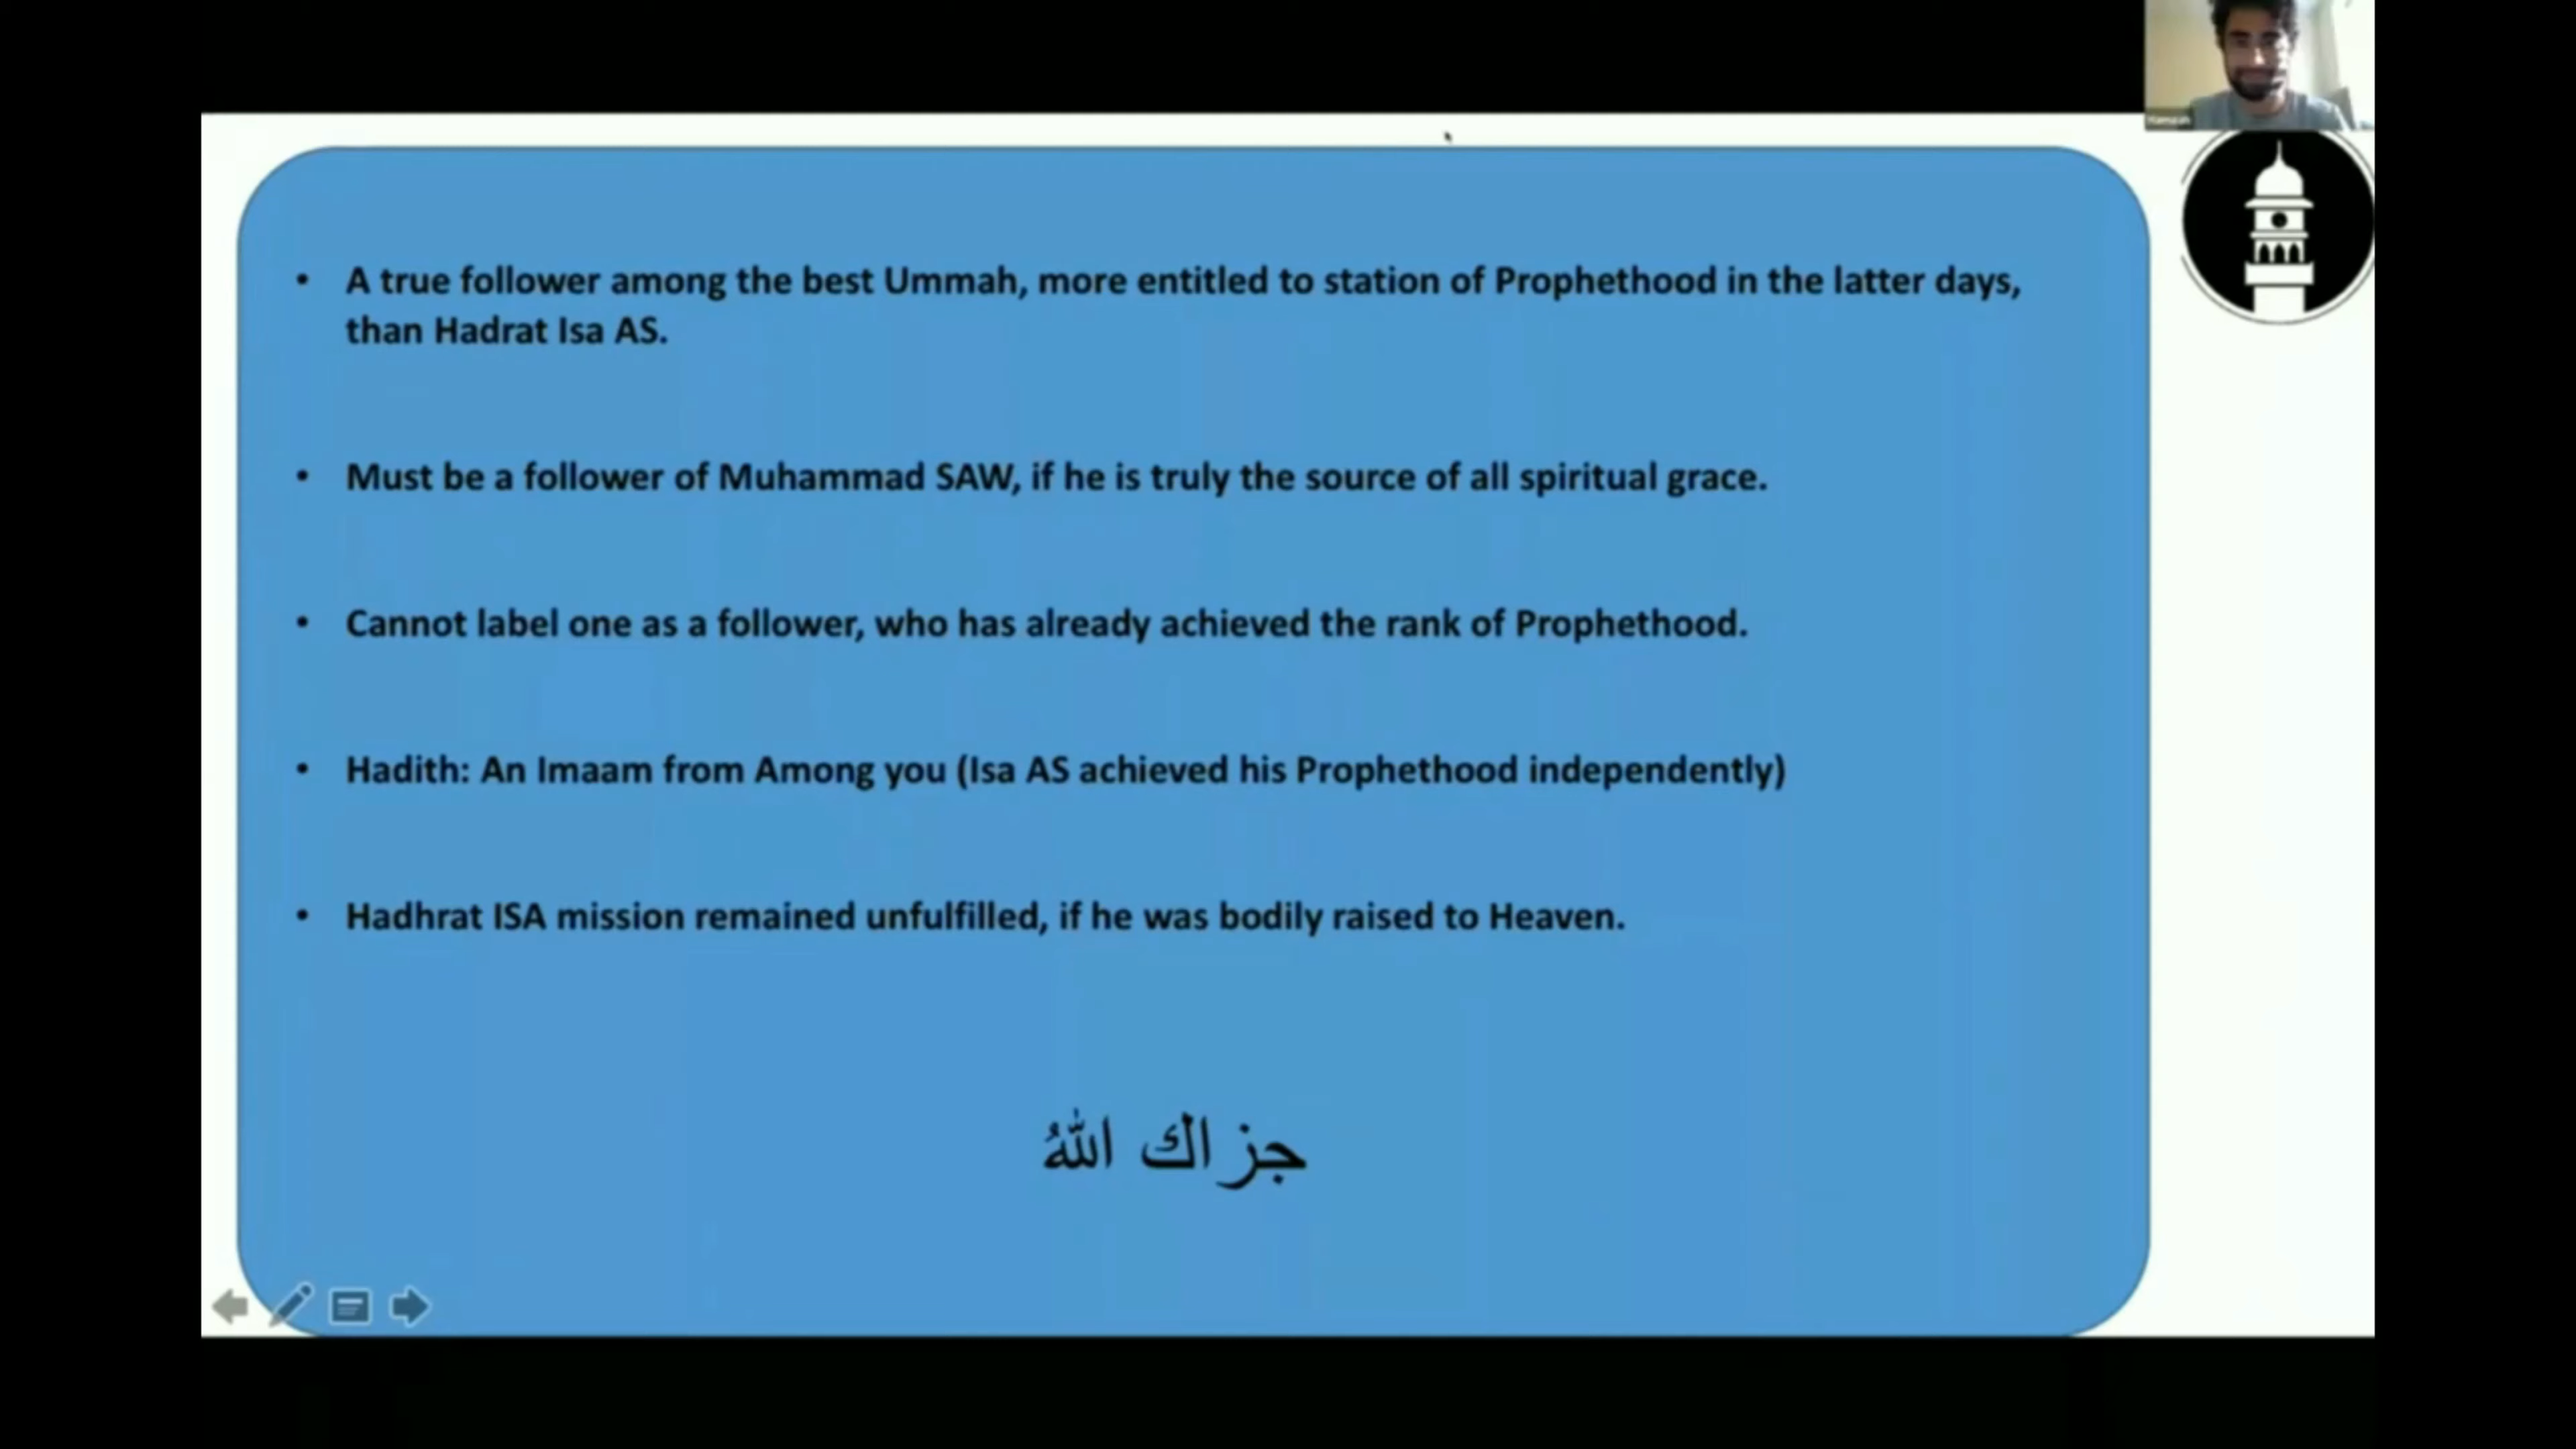 • A true follower among the best Ummah, more entitled to station of Prophethood in the latter days,
than Hadrat Isa AS.
• Must be a follower of Muhammad SAW, if he is truly the source of all spiritual grace.
• Cannot label one as a follower, who has already achieved the rank of Prophethood.
• Hadith: An Imaam from Among you (Isa AS achieved his Prophethood independently)
• Hadhrat ISA mission remained unfulfilled, if he was bodily raised to Heaven.
جزاك اللهُ